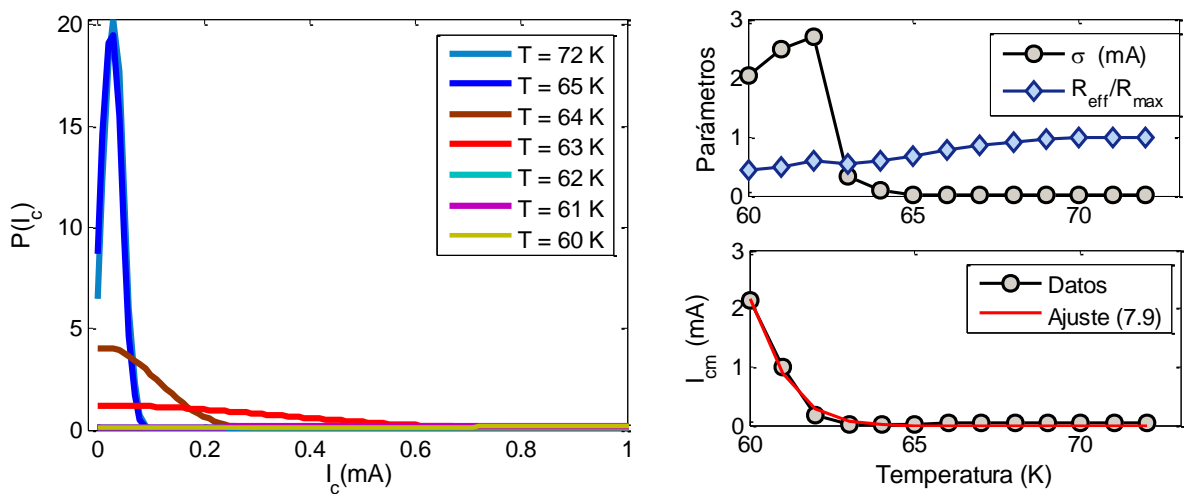 20
15
10
5
0
P(I_c)
0
0.2
0.4
0.6
0.8
1
I_c(mA)
T = 72 K
T = 65 K
T = 64 K
T = 63 K
T = 62 K
T = 61 K
T = 60 K
3
2
1
0
Parámetros
60
65
70
σ (mA)
R_eff/R_max
3
2
1
0
I_cm (mA)
60
65
70
Temperatura (K)
Datos
Ajuste (7.9)